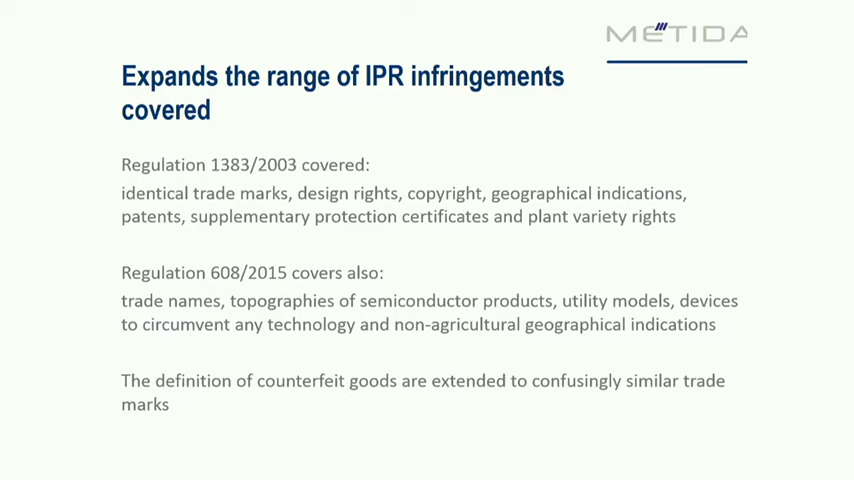 METIDA
Expands the range of IPR infringements
covered
Regulation 1383/2003 covered:
identical trade marks, design rights, copyright, geographical indications,
patents, supplementary protection certificates and plant variety rights
Regulation 608/2015 covers also:
trade names, topographies of semiconductor products, utility models, devices
to circumvent any technology and non-agricultural geographical indications
The definition of counterfeit goods are extended to confusingly similar trade
marks